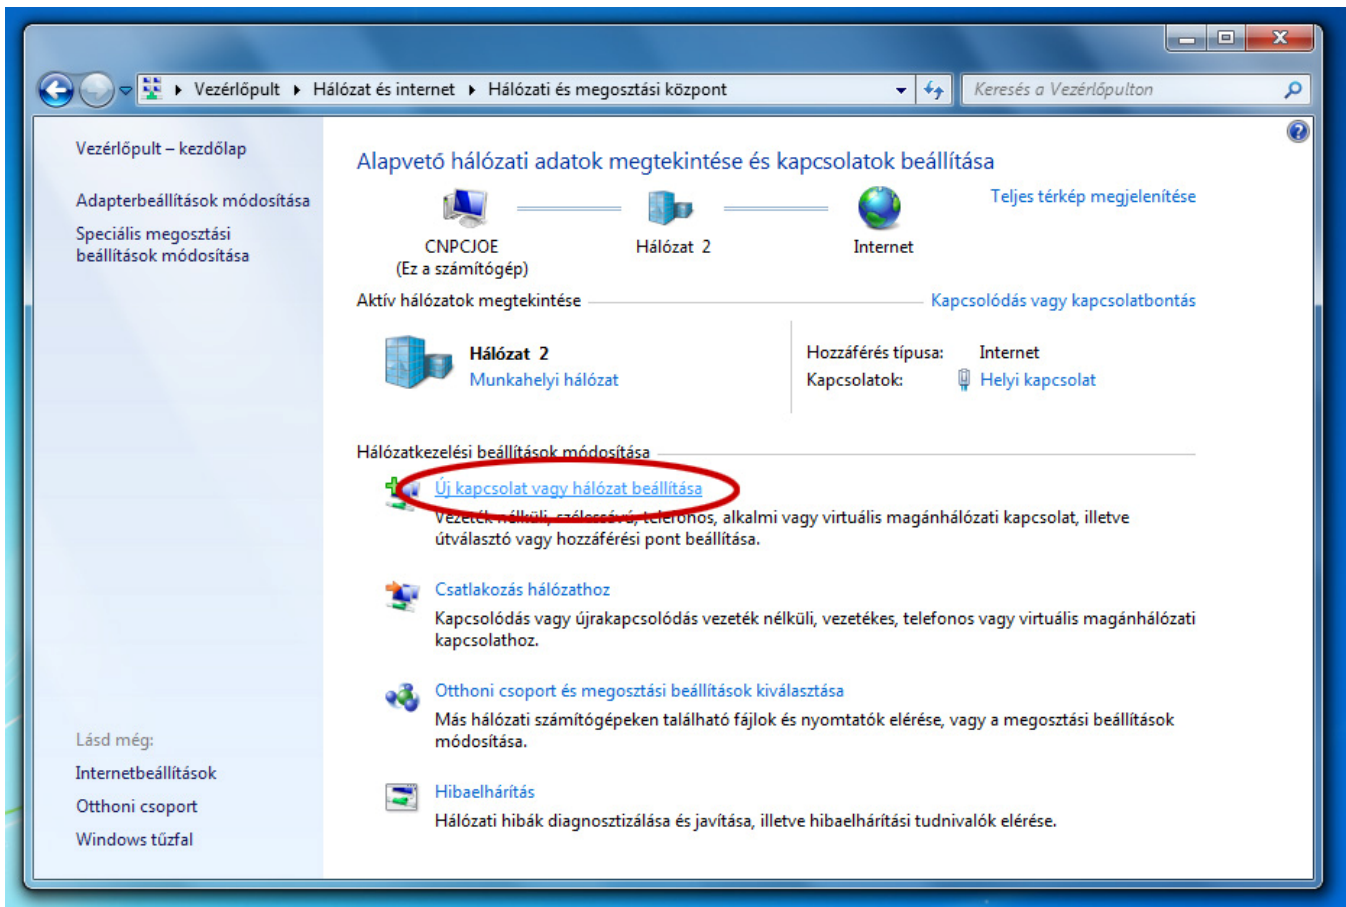 Vezérlőpult ▸ Hálózat és internet ▸ Hálózati és megosztási központ
Keresés a Vezérlőpulton
Vezérlőpult – kezdőlap
Adapterbeállítások módosítása
Speciális megosztási
beállítások módosítása
Lásd még:
Internetbeállítások
Otthoni csoport
Windows tűzfal
Alapvető hálózati adatok megtekintése és kapcsolatok beállítása
Teljes térkép megjelenítése
CNPCJOE
(Ez a számítógép)
Hálózat 2
Internet
Aktív hálózatok megtekintése
Kapcsolódás vagy kapcsolatbontás
Hálózat 2
Munkahelyi hálózat
Hozzáférés típusa: Internet
Kapcsolatok: Helyi kapcsolat
Hálózatkezelési beállítások módosítása
Új kapcsolat vagy hálózat beállítása
Vezeték nélküli, szélessávú, telefonos, alkalmi vagy virtuális magánhálózati kapcsolat, illetve
útválasztó vagy hozzáférési pont beállítása.
Csatlakozás hálózathoz
Kapcsolódás vagy újrakapcsolódás vezeték nélküli, vezetékes, telefonos vagy virtuális magánhálózati
kapcsolathoz.
Otthoni csoport és megosztási beállítások kiválasztása
Más hálózati számítógépeken található fájlok és nyomtatók elérése, vagy a megosztási beállítások
módosítása.
Hibaelhárítás
Hálózati hibák diagnosztizálása és javítása, illetve hibaelhárítási tudnivalók elérése.